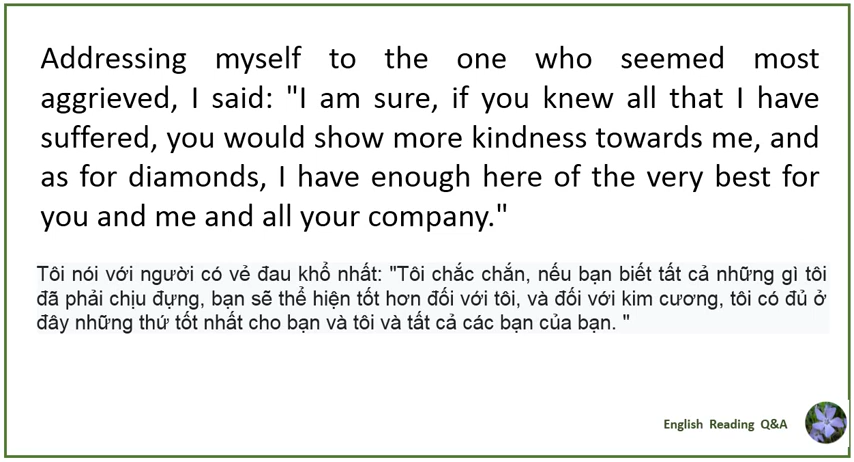 Addressing myself to the one who seemed most
aggrieved, I said: "I am sure, if you knew all that I have
suffered, you would show more kindness towards me, and
as for diamonds, I have enough here of the very best for
you and me and all your company."
Tôi nói với người có vẻ đau khổ nhất: "Tôi chắc chắn, nếu bạn biết tất cả những gì tôi
đã phải chịu đựng, bạn sẽ thể hiện tốt hơn đối với tôi, và đối với kim cương, tôi có đủ ở
đây những thứ tốt nhất cho bạn và tôi và tất cả các bạn của bạn. "
English Reading Q&A